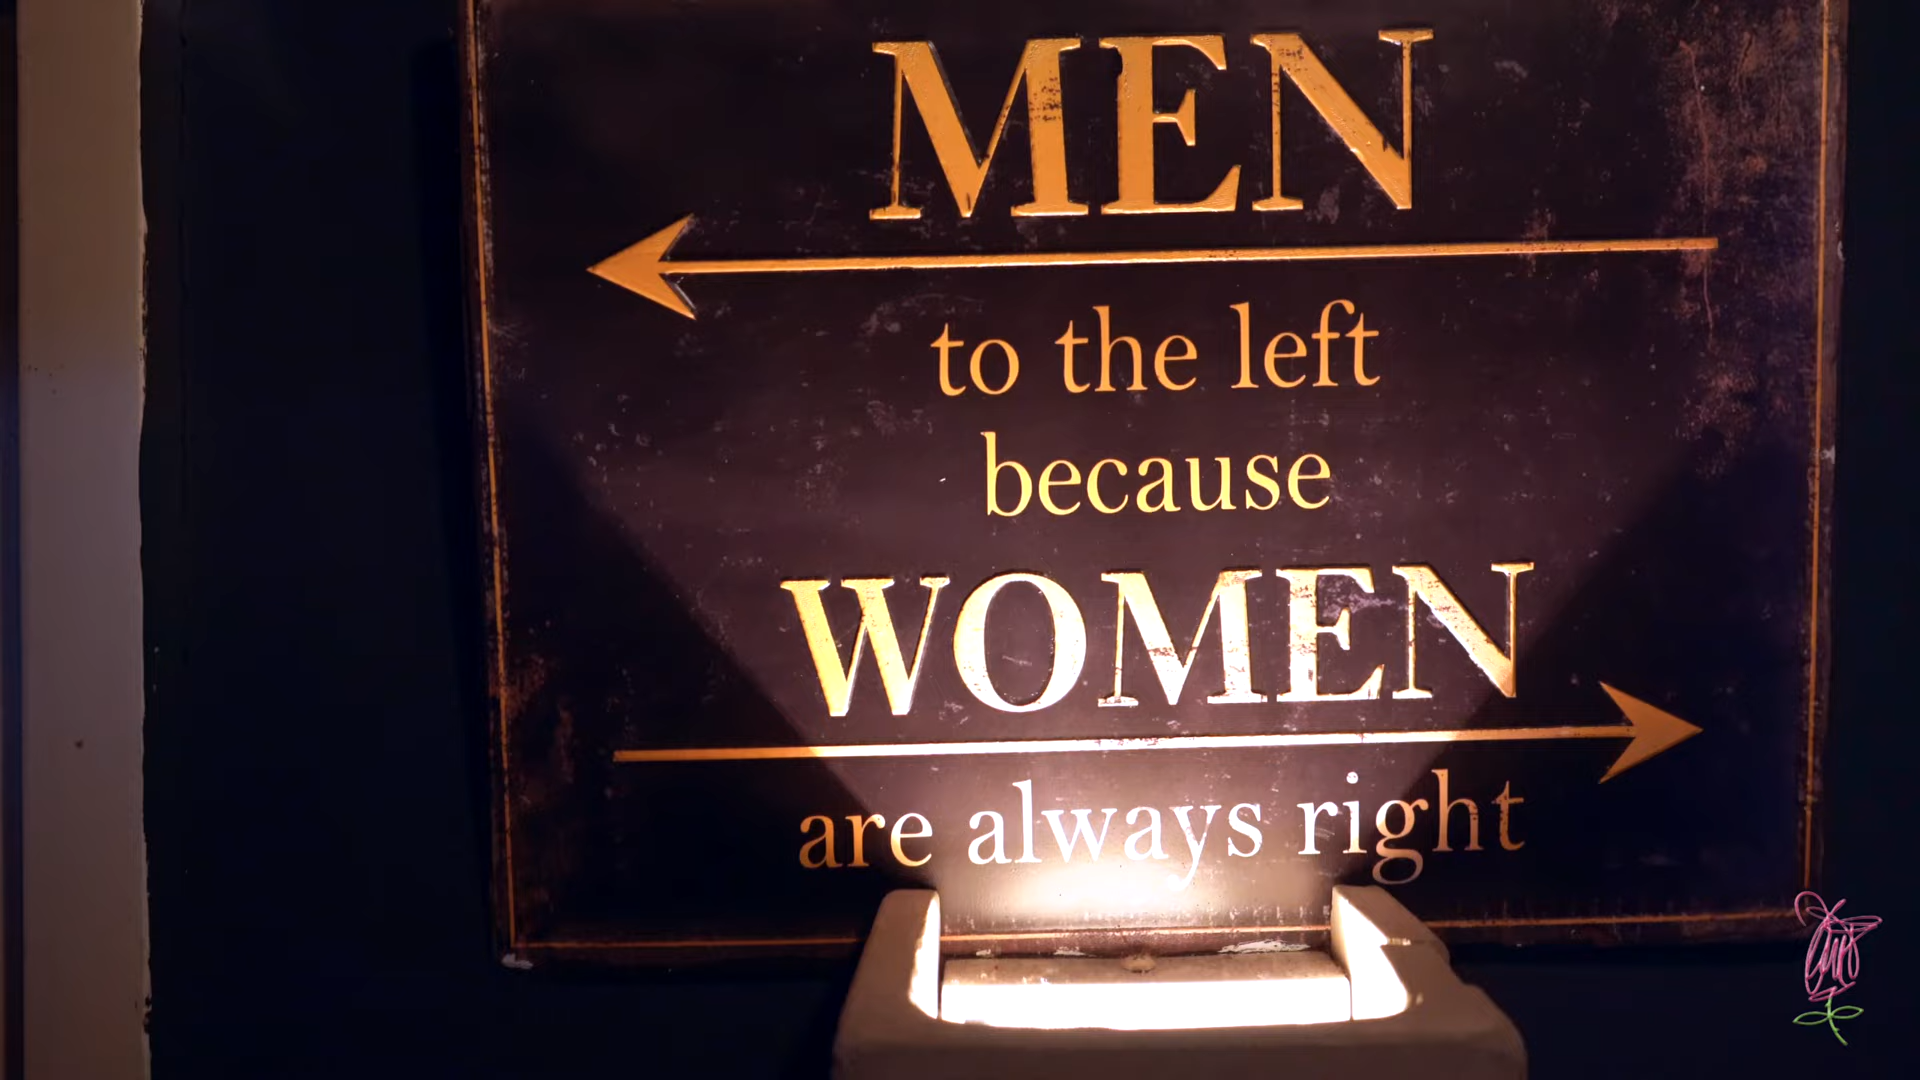 MEN
to the left
because
WOMEN
are always right